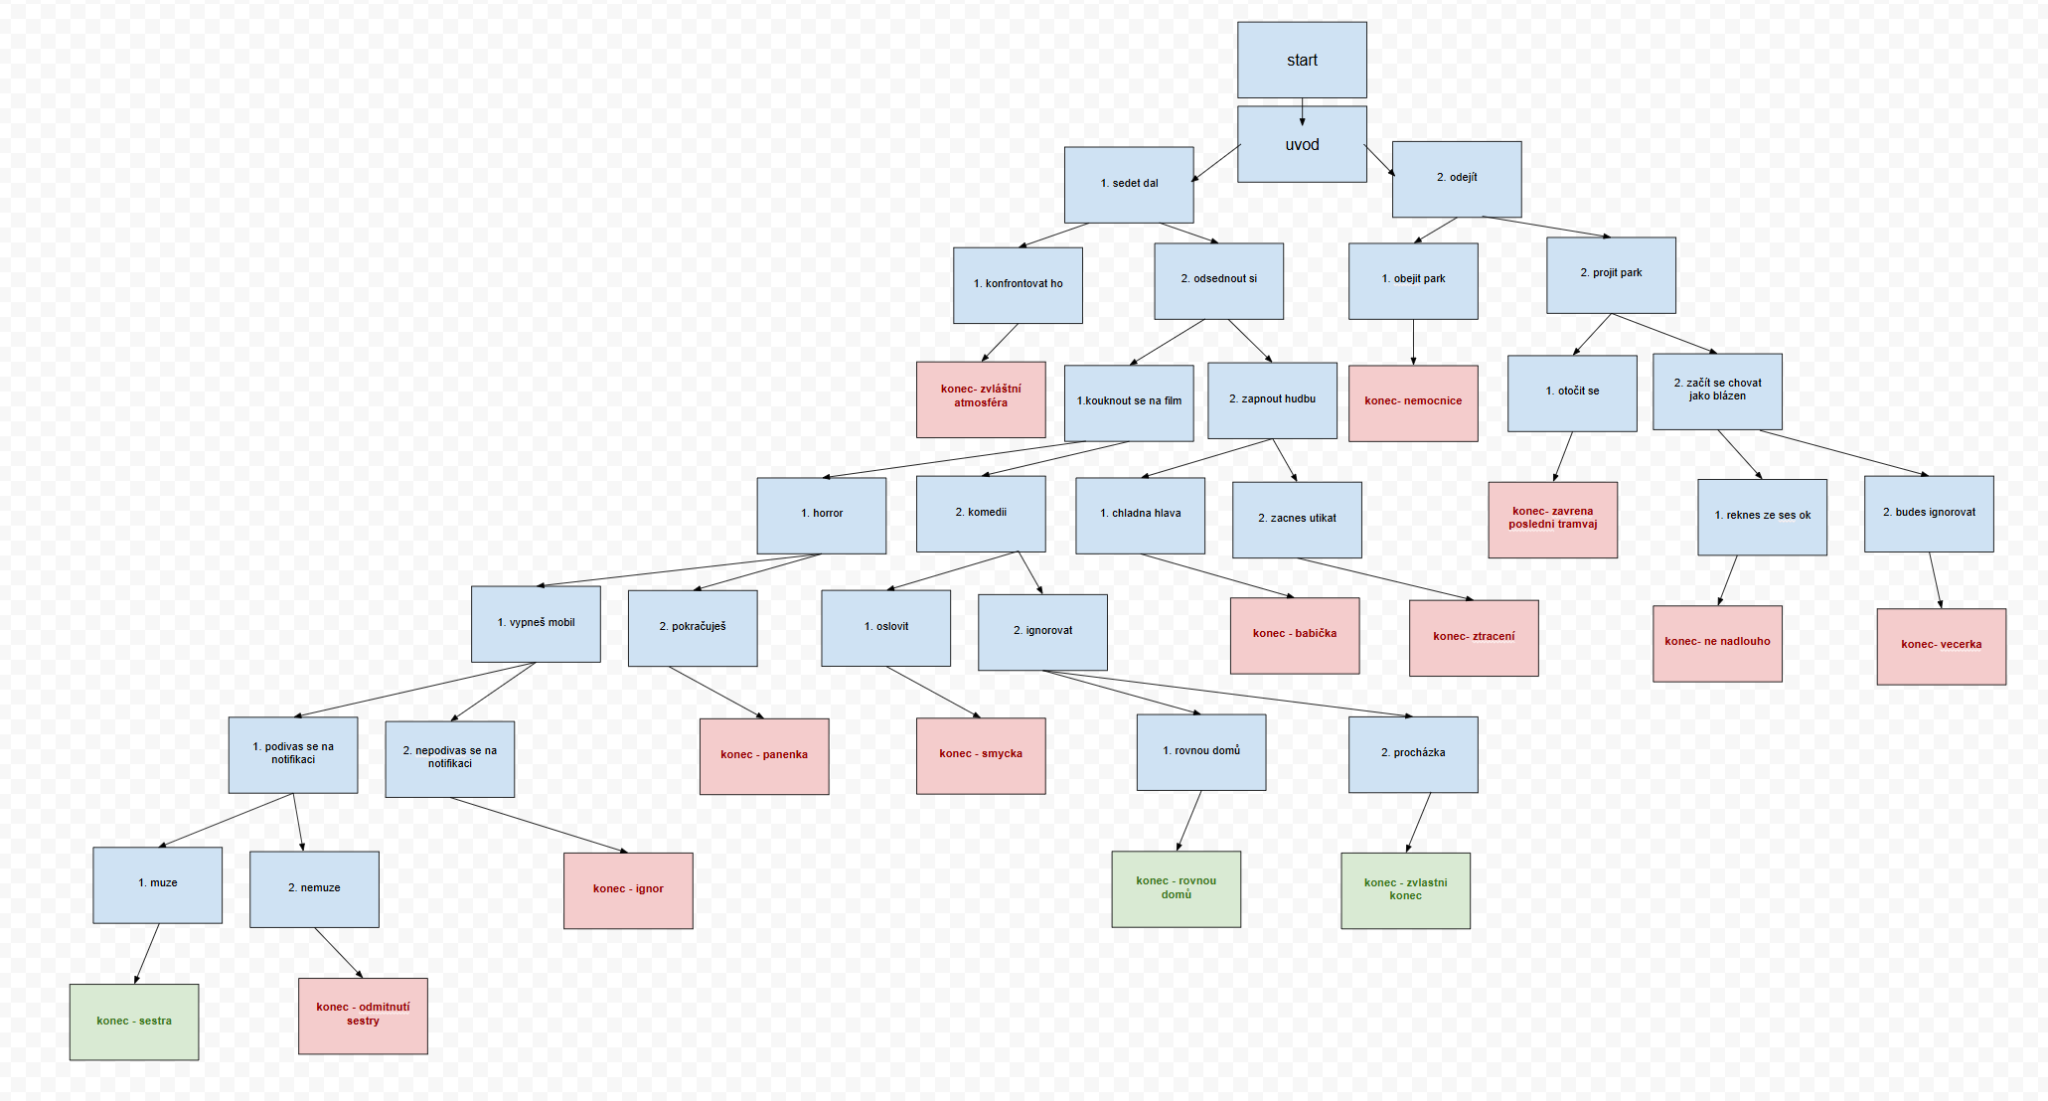 start
uvod
1. sedet dal
2. odejít
1. konfrontovat ho
2. odsednout si
1. obejit park
2. projit park
konec- zvláštní
atmosféra
1.kouknout se na film
2. zapnout hudbu
konec- nemocnice
1. otočit se
2. začít se chovat
jako blázen
1. horror
2. komedii
1. chladna hlava
2. zacnes utikat
konec- zavrena
posledni tramvaj
1. reknes ze ses ok
2. budes ignorovat
1. vypneš mobil
2. pokračuješ
1. oslovit
2. ignorovat
konec - babička
konec- ztracení
konec- ne nadlouho
konec- vecerka
1. podivas se na
notifikaci
2. nepodivas se na
notifikaci
konec - panenka
konec - smycka
1. rovnou domů
2. procházka
1. muze
2. nemuze
konec - ignor
konec - rovnou
domů
konec - zvlastni
konec
konec - sestra
konec - odmitnutí
sestry